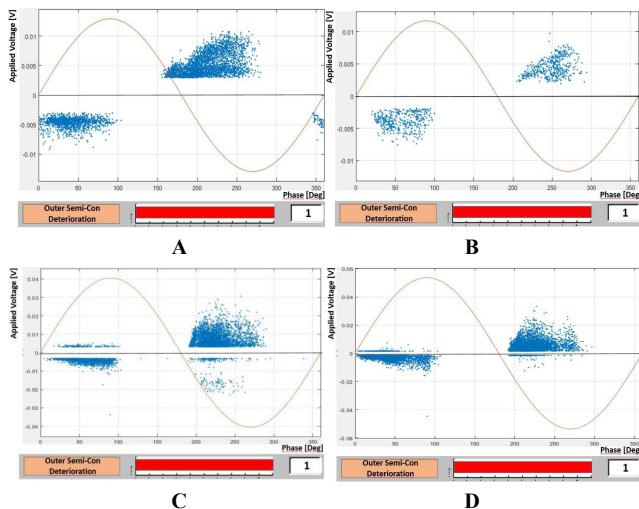 Applied Voltage [V]
0.01
0.005
0
-0.005
-0.01
0 50 100 150 200 250 300 350
Phase [Deg]
Outer Semi-Con
Deterioration
1
A
Applied Voltage [V]
0.01
0.005
0
-0.005
-0.01
0 50 100 150 200 250 300 350
Phase [Deg]
Outer Semi-Con
Deterioration
1
B
Applied Voltage [V]
0.04
0.03
0.02
0.01
0
-0.01
-0.02
-0.03
-0.04
0 50 100 150 200 250 300 350
Phase [Deg]
Outer Semi-Con
Deterioration
1
C
Applied Voltage [V]
0.06
0.04
0.02
0
-0.02
-0.04
-0.06
0 50 100 150 200 250 300 350
Phase [Deg]
Outer Semi-Con
Deterioration
1
D